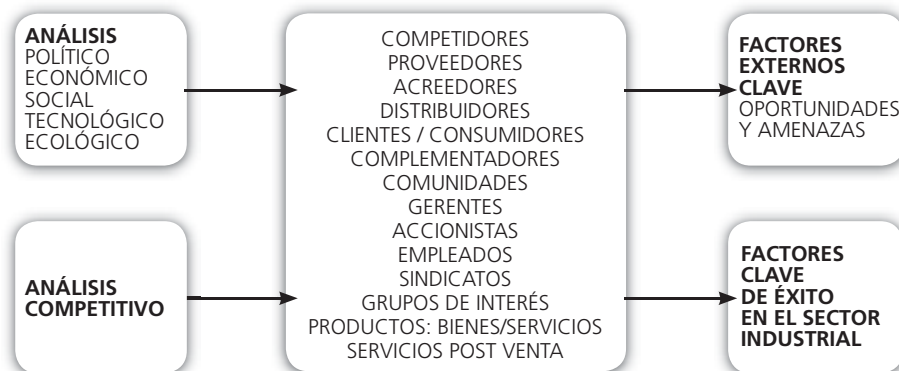 ANÁLISIS
POLÍTICO
ECONÓMICO
SOCIAL
TECNOLÓGICO
ECOLÓGICO
COMPETIDORES
PROVEEDORES
ACREEDORES
DISTRIBUIDORES
CLIENTES / CONSUMIDORES
COMPLEMENTADORES
COMUNIDADES
GERENTES
ACCIONISTAS
EMPLEADOS
SINDICATOS
GRUPOS DE INTERÉS
PRODUCTOS: BIENES/SERVICIOS
SERVICIOS POST VENTA
FACTORES
EXTERNOS
CLAVE
OPORTUNIDADES
Y AMENAZAS
ANÁLISIS
COMPETITIVO
FACTORES
CLAVE
DE ÉXITO
EN EL SECTOR
INDUSTRIAL